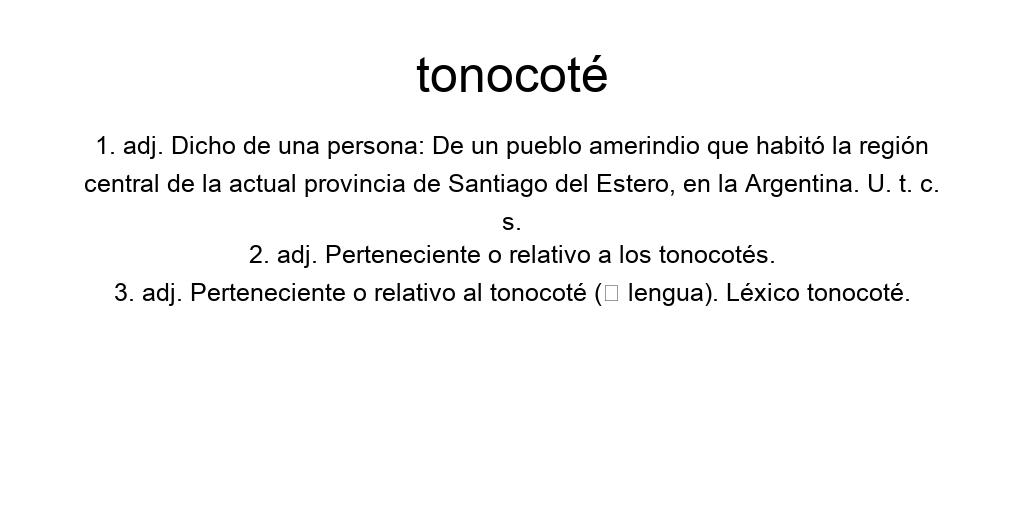 tonocoté
1. adj. Dicho de una persona: De un pueblo amerindio que habitó la región
central de la actual provincia de Santiago del Estero, en la Argentina. U. t. c.
s.
2. adj. Perteneciente o relativo a los tonocotés.
3. adj. Perteneciente o relativo al tonocoté (▯ lengua). Léxico tonocoté.